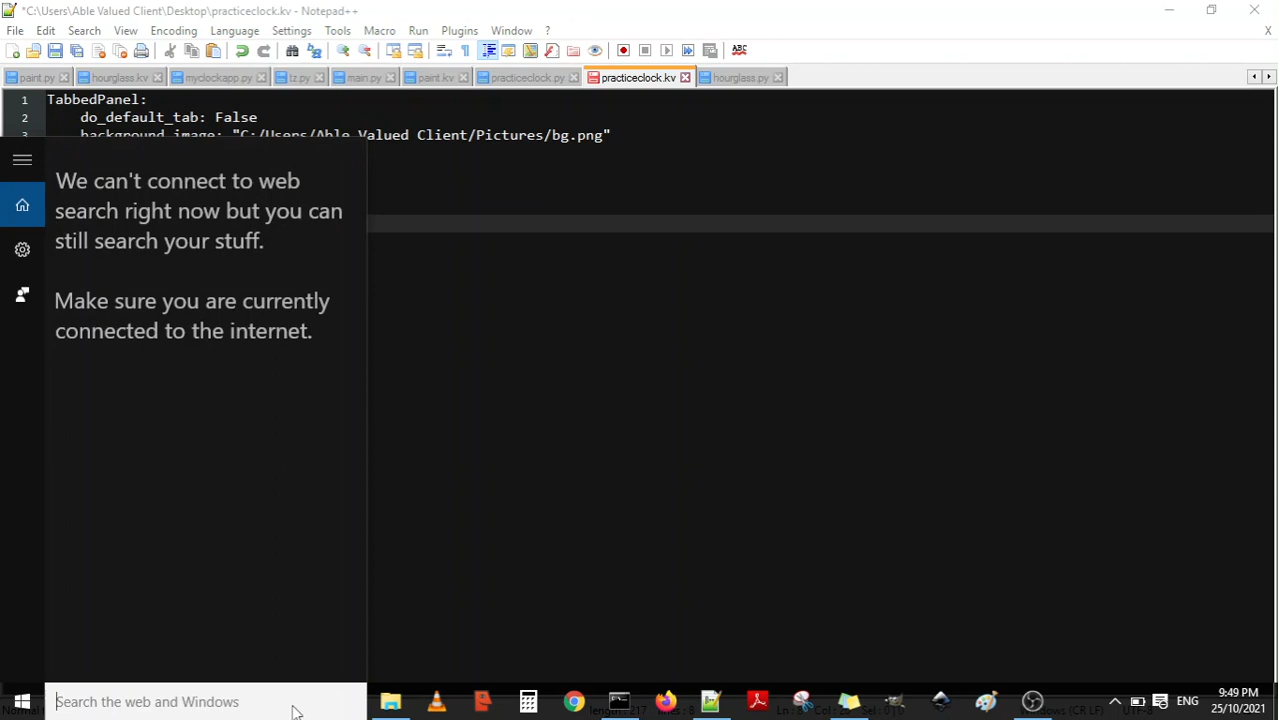 *C:\Users\Able Valued Client\Desktop\practiceclock.kv - Notepad++
File Edit Search View Encoding Language Settings Tools Macro Run Plugins Window ?
X
ABC
paint.py hourglass.kv myclockapp.py tz.py main.py paint.kv practiceclock.py practiceclock.kv hourglass.py
1 TabbedPanel:
2 do_default_tab: False
3 background_image: "C:/Users/Able Valued Client/Pictures/bg.png"
We can't connect to web
search right now but you can
still search your stuff.
Make sure you are currently
connected to the internet.
Search the web and Windows
ENG
9:49 PM
25/10/2021